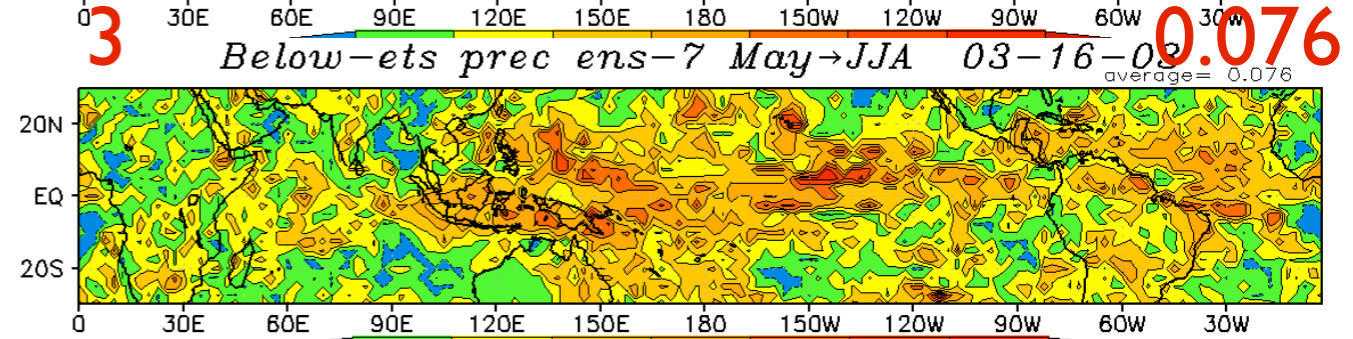 0 30E 60E 90E 120E 150E 180 150W 120W 90W 60W 30W
3 0.076
Below-ets prec ens-7 May→JJA 03-16-08
average= 0.076
20N
EQ
20S
0 30E 60E 90E 120E 150E 180 150W 120W 90W 60W 30W